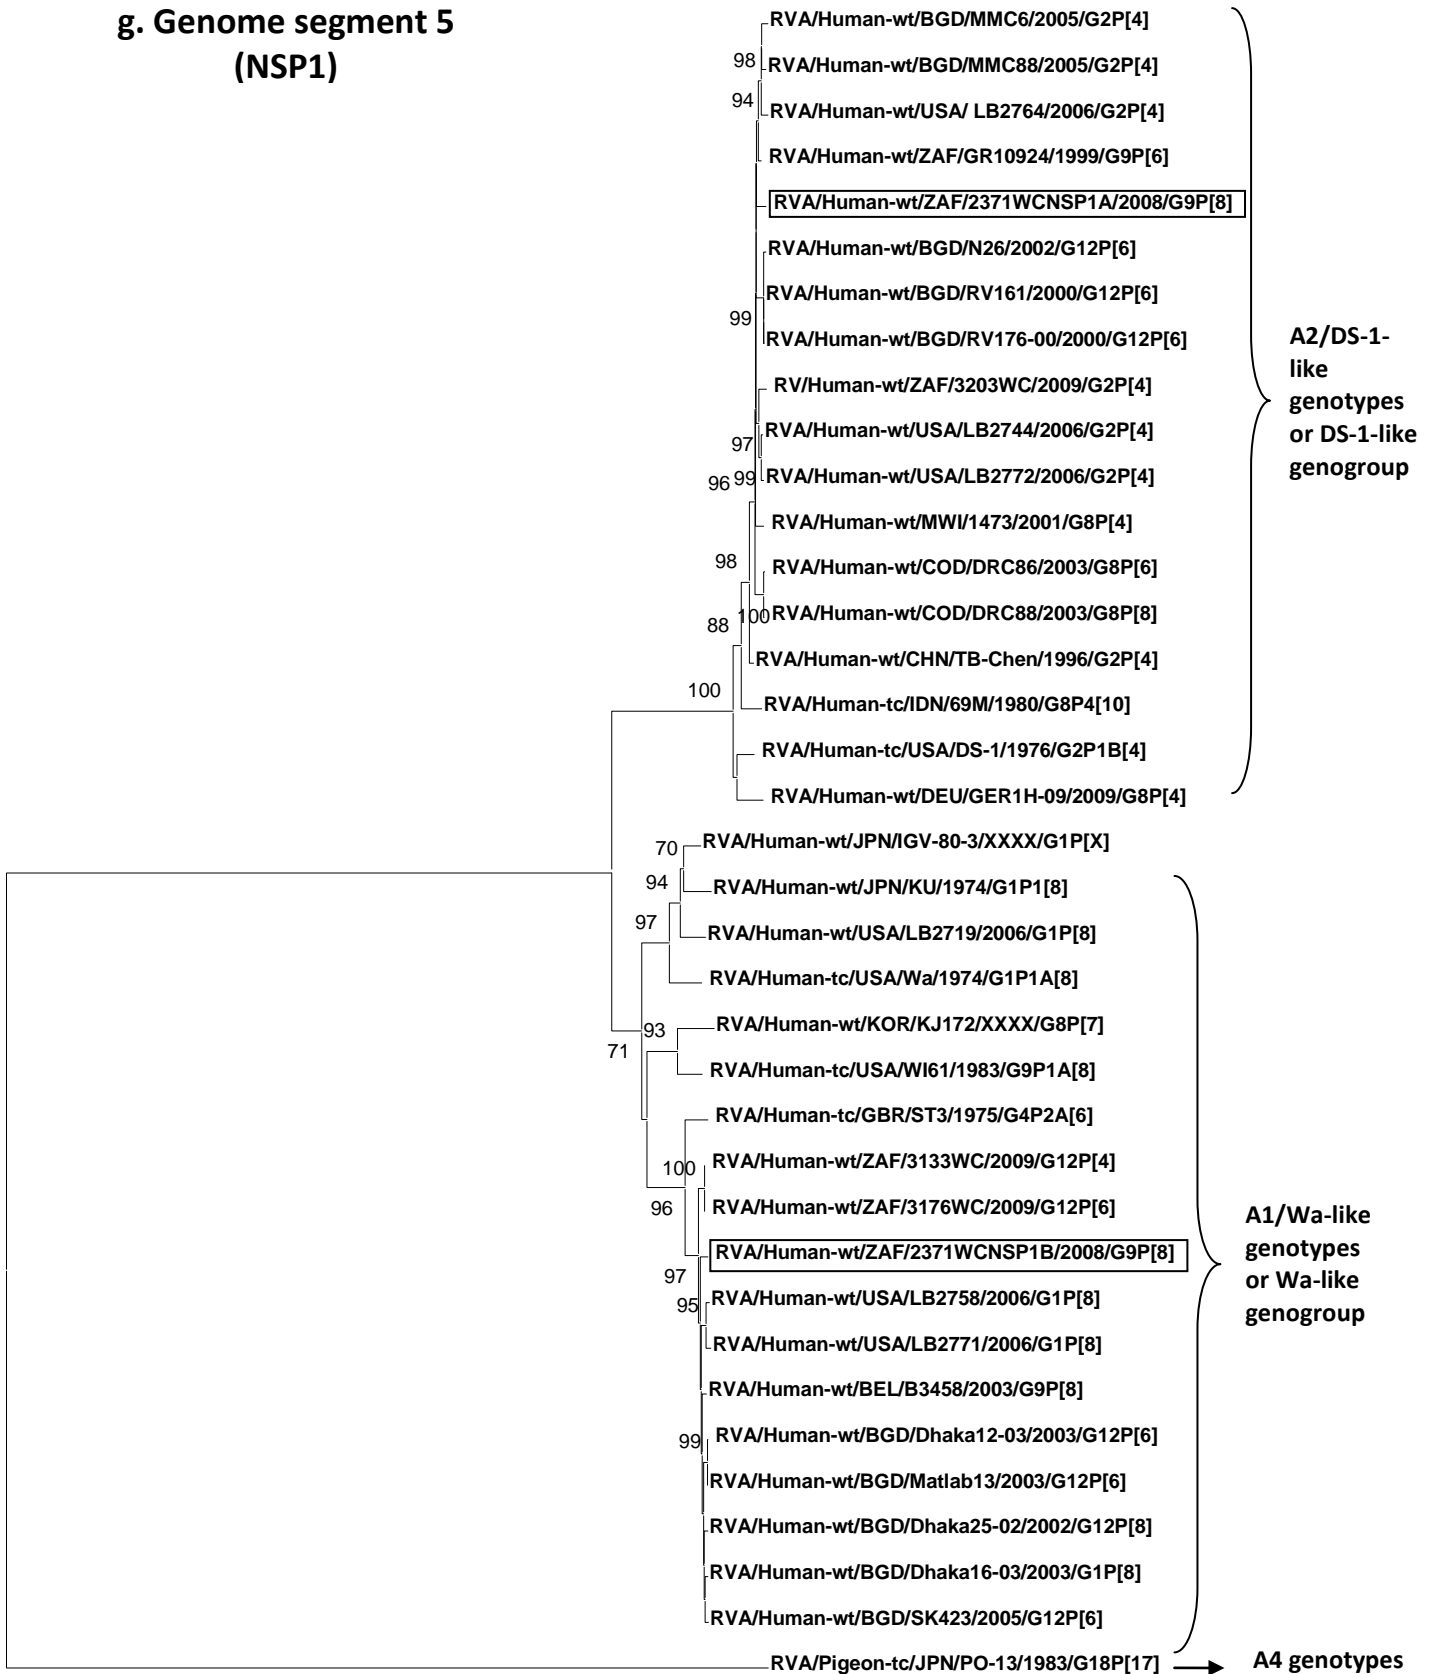 g. Genome segment 5
(NSP1)
RVA/Human-wt/BGD/MMC6/2005/G2P[4]
98
RVA/Human-wt/BGD/MMC88/2005/G2P[4]
94
RVA/Human-wt/USA/ LB2764/2006/G2P[4]
RVA/Human-wt/ZAF/GR10924/1999/G9P[6]
RVA/Human-wt/ZAF/2371WCNSP1A/2008/G9P[8]
RVA/Human-wt/BGD/N26/2002/G12P[6]
RVA/Human-wt/BGD/RV161/2000/G12P[6]
99
RVA/Human-wt/BGD/RV176-00/2000/G12P[6]
RV/Human-wt/ZAF/3203WC/2009/G2P[4]
RVA/Human-wt/USA/LB2744/2006/G2P[4]
97
RVA/Human-wt/USA/LB2772/2006/G2P[4]
96
99
RVA/Human-wt/MWI/1473/2001/G8P[4]
98
RVA/Human-wt/COD/DRC86/2003/G8P[6]
100
RVA/Human-wt/COD/DRC88/2003/G8P[8]
88
RVA/Human-wt/CHN/TB-Chen/1996/G2P[4]
100
RVA/Human-tc/IDN/69M/1980/G8P4[10]
RVA/Human-tc/USA/DS-1/1976/G2P1B[4]
RVA/Human-wt/DEU/GER1H-09/2009/G8P[4]
A2/DS-1-
like
genotypes
or DS-1-like
genogroup
RVA/Human-wt/JPN/IGV-80-3/XXXX/G1P[X]
70
94
RVA/Human-wt/JPN/KU/1974/G1P1[8]
97
RVA/Human-wt/USA/LB2719/2006/G1P[8]
RVA/Human-tc/USA/Wa/1974/G1P1A[8]
93
RVA/Human-wt/KOR/KJ172/XXXX/G8P[7]
71
RVA/Human-tc/USA/WI61/1983/G9P1A[8]
RVA/Human-tc/GBR/ST3/1975/G4P2A[6]
100
RVA/Human-wt/ZAF/3133WC/2009/G12P[4]
96
RVA/Human-wt/ZAF/3176WC/2009/G12P[6]
RVA/Human-wt/ZAF/2371WCNSP1B/2008/G9P[8]
97
95
RVA/Human-wt/USA/LB2758/2006/G1P[8]
RVA/Human-wt/USA/LB2771/2006/G1P[8]
RVA/Human-wt/BEL/B3458/2003/G9P[8]
99
RVA/Human-wt/BGD/Dhaka12-03/2003/G12P[6]
RVA/Human-wt/BGD/Matlab13/2003/G12P[6]
RVA/Human-wt/BGD/Dhaka25-02/2002/G12P[8]
RVA/Human-wt/BGD/Dhaka16-03/2003/G1P[8]
RVA/Human-wt/BGD/SK423/2005/G12P[6]
A1/Wa-like
genotypes
or Wa-like
genogroup
RVA/Pigeon-tc/JPN/PO-13/1983/G18P[17]
A4 genotypes